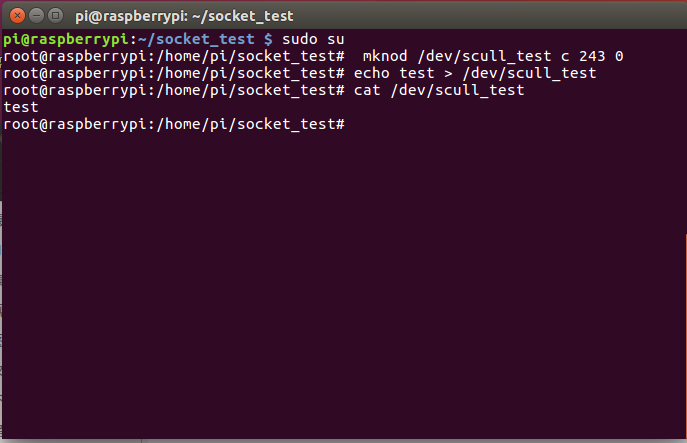 pi@raspberrypi: ~/socket_test
pi@raspberrypi:~/socket_test $ sudo su
root@raspberrypi:/home/pi/socket_test#  mknod /dev/scull_test c 243 0
root@raspberrypi:/home/pi/socket_test# echo test > /dev/scull_test
root@raspberrypi:/home/pi/socket_test# cat /dev/scull_test
test
root@raspberrypi:/home/pi/socket_test#